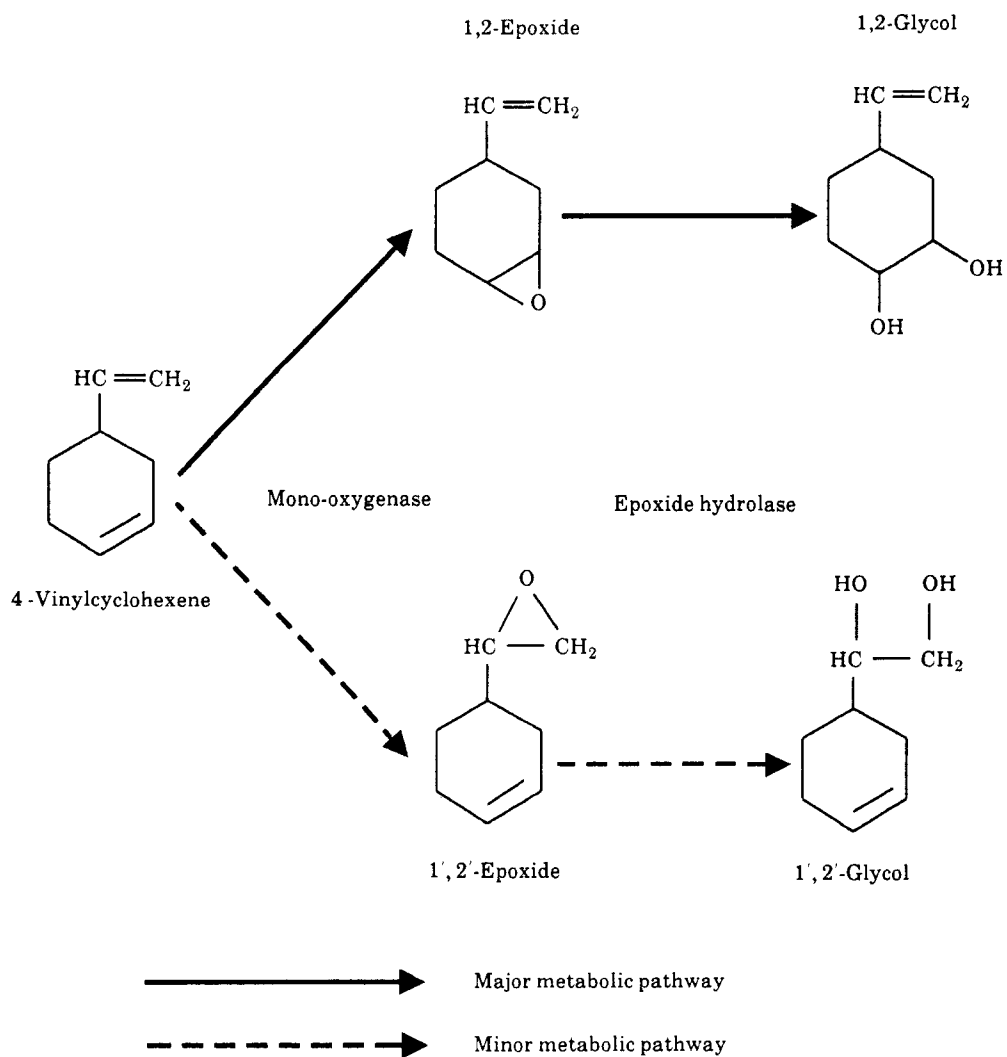 1,2-Epoxide
1,2-Glycol
HC=CH₂
HC=CH₂
O
OH
OH
HC=CH₂
Mono-oxygenase
Epoxide hydrolase
4-Vinylcyclohexene
O
HC—CH₂
HO OH
HC—CH₂
1′,2′-Epoxide
1′,2′-Glycol
Major metabolic pathway
Minor metabolic pathway